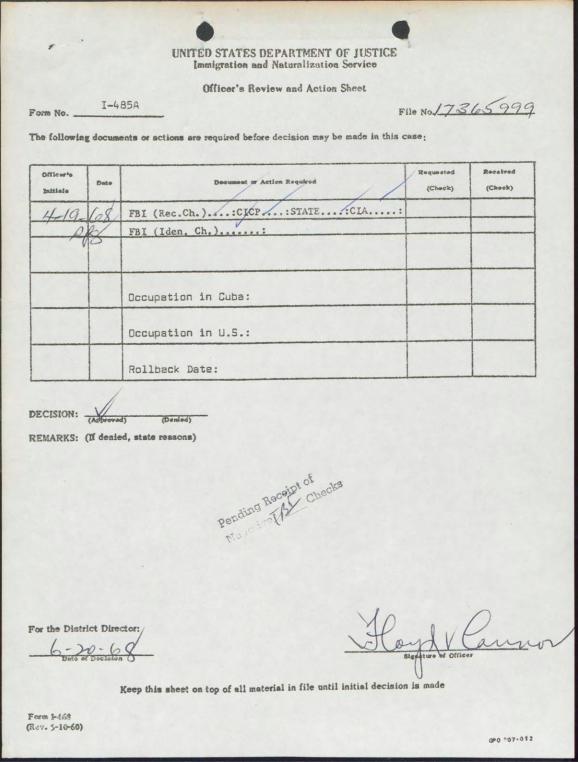 UNITED STATES DEPARTMENT OF JUSTICE
Immigration and Naturalization Service
Officer's Review and Action Sheet
Form No. I-485A
File No. 17365999
The following documents or actions are required before decision may be made in this case:
Officer's Initials Date Document or Action Required Requested (Check) Received (Check)
4-19-68 FBI (Rec.Ch.)....:CICP....:STATE....:CIA.....:
FBI (Iden. Ch.).......:
Occupation in Cuba:
Occupation in U.S.:
Rollback Date:
DECISION: (Approved) (Denied)
REMARKS: (If denied, state reasons)
Pending Receipt of
FBI Checks
For the District Director:
6-20-68
Date of Decision
Floyd V Cannon
Signature of Officer
Keep this sheet on top of all material in file until initial decision is made
Form I-468
(Rev. 5-10-60)
GPO 907-012